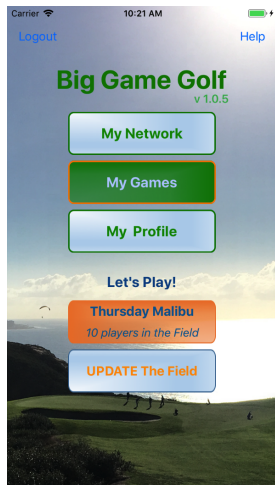 Carrier 10:21 AM
Logout Help
Big Game Golf
v 1.0.5
My Network
My Games
My Profile
Let's Play!
Thursday Malibu
10 players in the Field
UPDATE The Field